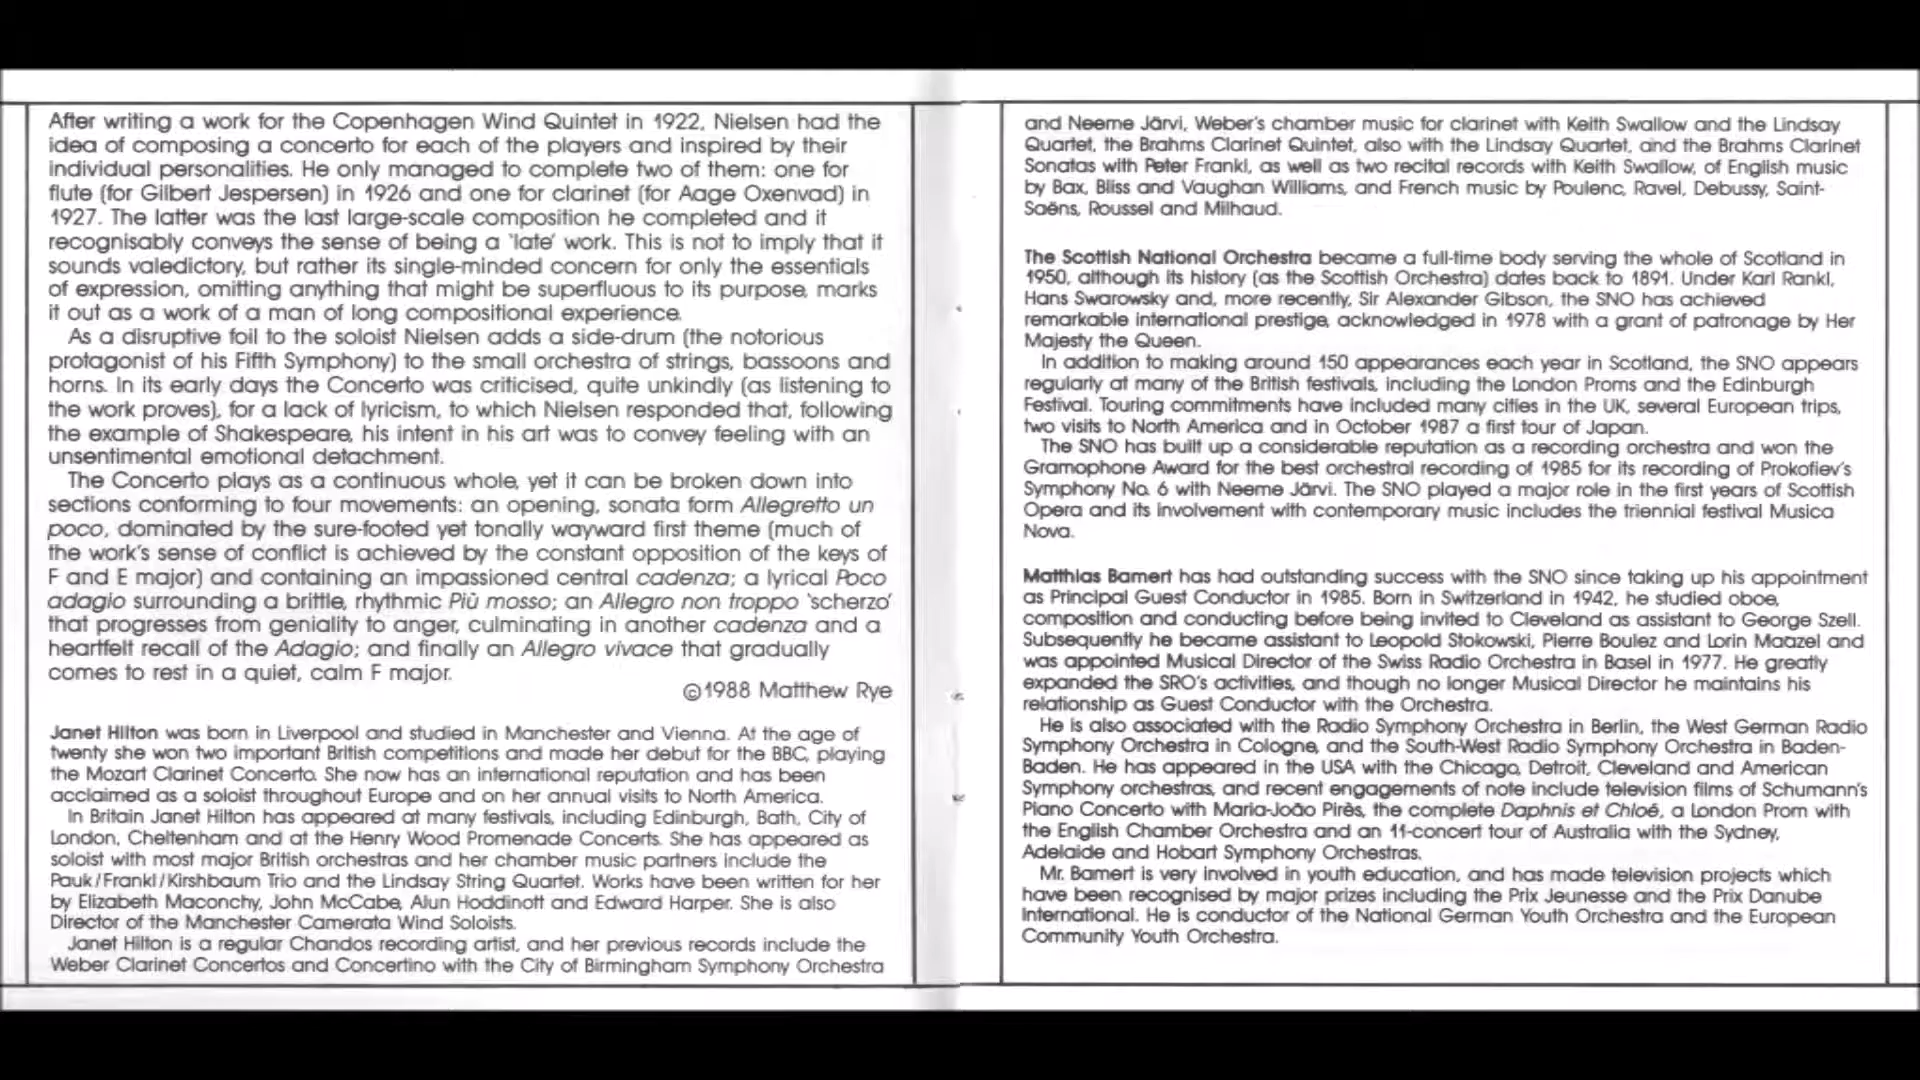 After writing a work for the Copenhagen Wind Quintet in 1922, Nielsen had the
idea of composing a concerto for each of the players and inspired by their
individual personalities. He only managed to complete two of them: one for
flute (for Gilbert Jespersen) in 1926 and one for clarinet (for Aage Oxenvad) in
1927. The latter was the last large-scale composition he completed and it
recognisably conveys the sense of being a 'late' work. This is not to imply that it
sounds valedictory, but rather its single-minded concern for only the essentials
of expression, omitting anything that might be superfluous to its purpose, marks
it out as a work of a man of long compositional experience.
As a disruptive foil to the soloist Nielsen adds a side-drum (the notorious
protagonist of his Fifth Symphony) to the small orchestra of strings, bassoons and
horns. In its early days the Concerto was criticised, quite unkindly (as listening to
the work proves), for a lack of lyricism, to which Nielsen responded that, following
the example of Shakespeare, his intent in his art was to convey feeling with an
unsentimental emotional detachment.
The Concerto plays as a continuous whole, yet it can be broken down into
sections conforming to four movements: an opening, sonata form Allegretto un
poco, dominated by the sure-footed yet tonally wayward first theme (much of
the work's sense of conflict is achieved by the constant opposition of the keys of
F and E major) and containing an impassioned central cadenza; a lyrical Poco
adagio surrounding a brittle, rhythmic Più mosso; an Allegro non troppo 'scherzo'
that progresses from geniality to anger, culminating in another cadenza and a
heartfelt recall of the Adagio; and finally an Allegro vivace that gradually
comes to rest in a quiet, calm F major.
©1988 Matthew Rye
Janet Hilton was born in Liverpool and studied in Manchester and Vienna. At the age of
twenty she won two important British competitions and made her debut for the BBC, playing
the Mozart Clarinet Concerto. She now has an international reputation and has been
acclaimed as a soloist throughout Europe and on her annual visits to North America.
In Britain Janet Hilton has appeared at many festivals, including Edinburgh, Bath, City of
London, Cheltenham and at the Henry Wood Promenade Concerts. She has appeared as
soloist with most major British orchestras and her chamber music partners include the
Pauk/Frankl/Kirshbaum Trio and the Lindsay String Quartet. Works have been written for her
by Elizabeth Maconchy, John McCabe, Alun Hoddinott and Edward Harper. She is also
Director of the Manchester Camerata Wind Soloists.
Janet Hilton is a regular Chandos recording artist, and her previous records include the
Weber Clarinet Concertos and Concertino with the City of Birmingham Symphony Orchestra
and Neeme Järvi, Weber's chamber music for clarinet with Keith Swallow and the Lindsay
Quartet, the Brahms Clarinet Quintet, also with the Lindsay Quartet, and the Brahms Clarinet
Sonatas with Peter Frankl, as well as two recital records with Keith Swallow, of English music
by Bax, Bliss and Vaughan Williams, and French music by Poulenc, Ravel, Debussy, Saint-
Saëns, Roussel and Milhaud.
The Scottish National Orchestra became a full-time body serving the whole of Scotland in
1950, although its history (as the Scottish Orchestra) dates back to 1891. Under Karl Rankl,
Hans Swarowsky and, more recently, Sir Alexander Gibson, the SNO has achieved
remarkable international prestige, acknowledged in 1978 with a grant of patronage by Her
Majesty the Queen.
In addition to making around 150 appearances each year in Scotland, the SNO appears
regularly at many of the British festivals, including the London Proms and the Edinburgh
Festival. Touring commitments have included many cities in the UK, several European trips,
two visits to North America and in October 1987 a first tour of Japan.
The SNO has built up a considerable reputation as a recording orchestra and won the
Gramophone Award for the best orchestral recording of 1985 for its recording of Prokofiev's
Symphony No. 6 with Neeme Järvi. The SNO played a major role in the first years of Scottish
Opera and its involvement with contemporary music includes the triennial festival Musica
Nova.
Matthias Bamert has had outstanding success with the SNO since taking up his appointment
as Principal Guest Conductor in 1985. Born in Switzerland in 1942, he studied oboe,
composition and conducting before being invited to Cleveland as assistant to George Szell.
Subsequently he became assistant to Leopold Stokowski, Pierre Boulez and Lorin Maazel and
was appointed Musical Director of the Swiss Radio Orchestra in Basel in 1977. He greatly
expanded the SRO's activities, and though no longer Musical Director he maintains his
relationship as Guest Conductor with the Orchestra.
He is also associated with the Radio Symphony Orchestra in Berlin, the West German Radio
Symphony Orchestra in Cologne, and the South-West Radio Symphony Orchestra in Baden-
Baden. He has appeared in the USA with the Chicago, Detroit, Cleveland and American
Symphony orchestras, and recent engagements of note include television films of Schumann's
Piano Concerto with Maria-João Pirès, the complete Daphnis et Chloé, a London Prom with
the English Chamber Orchestra and an 11-concert tour of Australia with the Sydney,
Adelaide and Hobart Symphony Orchestras.
Mr. Bamert is very involved in youth education, and has made television projects which
have been recognised by major prizes including the Prix Jeunesse and the Prix Danube
International. He is conductor of the National German Youth Orchestra and the European
Community Youth Orchestra.